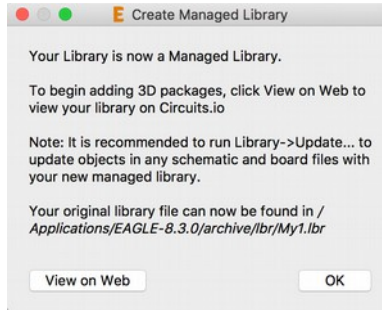 Create Managed Library
Your Library is now a Managed Library.
To begin adding 3D packages, click View on Web to
view your library on Circuits.io
Note: It is recommended to run Library->Update... to
update objects in any schematic and board files with
your new managed library.
Your original library file can now be found in /
Applications/EAGLE-8.3.0/archive/lbr/My1.lbr
View on Web OK